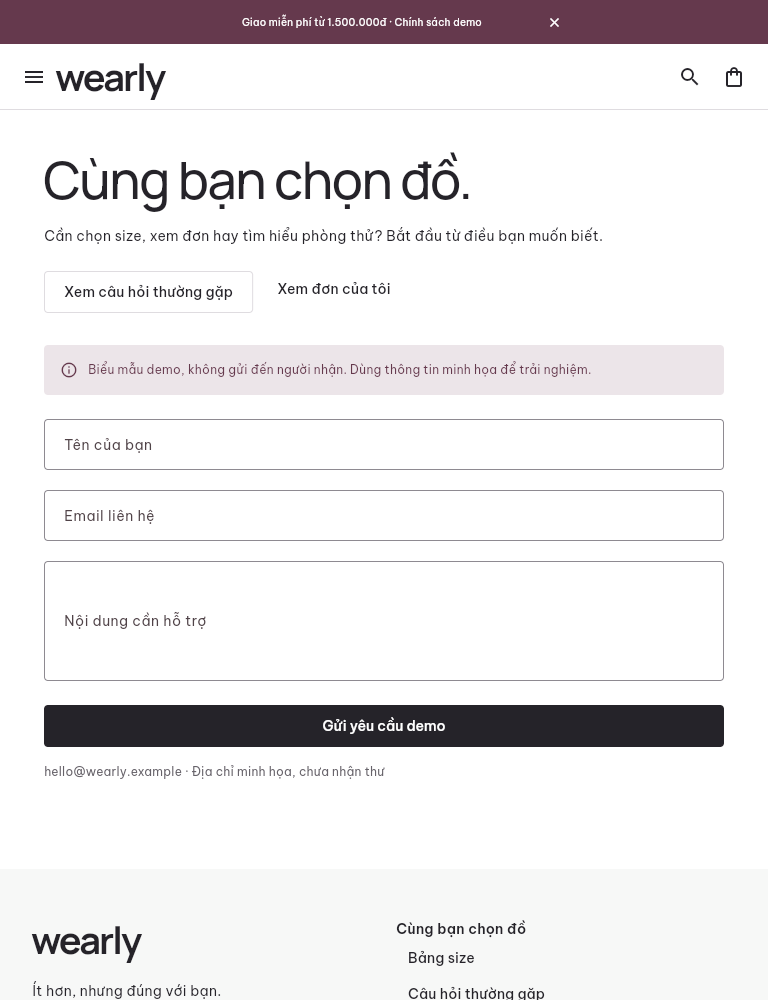 Giao miễn phí từ 1.500.000đ · Chính sách demo
wearly
Cùng bạn chọn đồ.
Cần chọn size, xem đơn hay tìm hiểu phòng thử? Bắt đầu từ điều bạn muốn biết.
Xem câu hỏi thường gặp
Xem đơn của tôi
Biểu mẫu demo, không gửi đến người nhận. Dùng thông tin minh họa để trải nghiệm.
Tên của bạn
Email liên hệ
Nội dung cần hỗ trợ
Gửi yêu cầu demo
hello@wearly.example · Địa chỉ minh họa, chưa nhận thư
wearly
Ít hơn, nhưng đúng với bạn.
Cùng bạn chọn đồ
Bảng size
Câu hỏi thường gặp